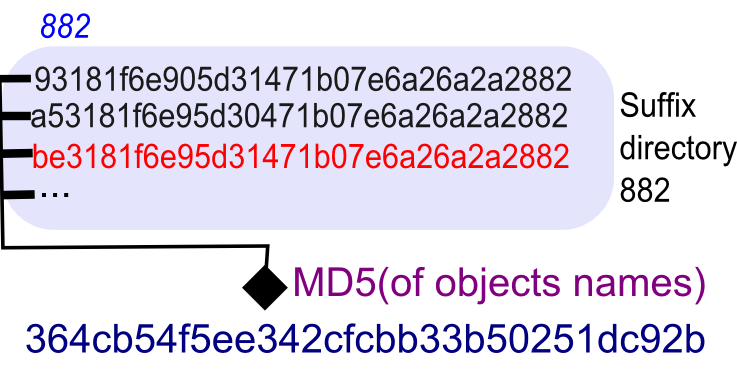 882
93181f6e905d31471b07e6a26a2a2882
a53181f6e95d30471b07e6a26a2a2882
be3181f6e95d31471b07e6a26a2a2882
...
Suffix
directory
882
MD5(of objects names)
364cb54f5ee342cfcbb33b50251dc92b